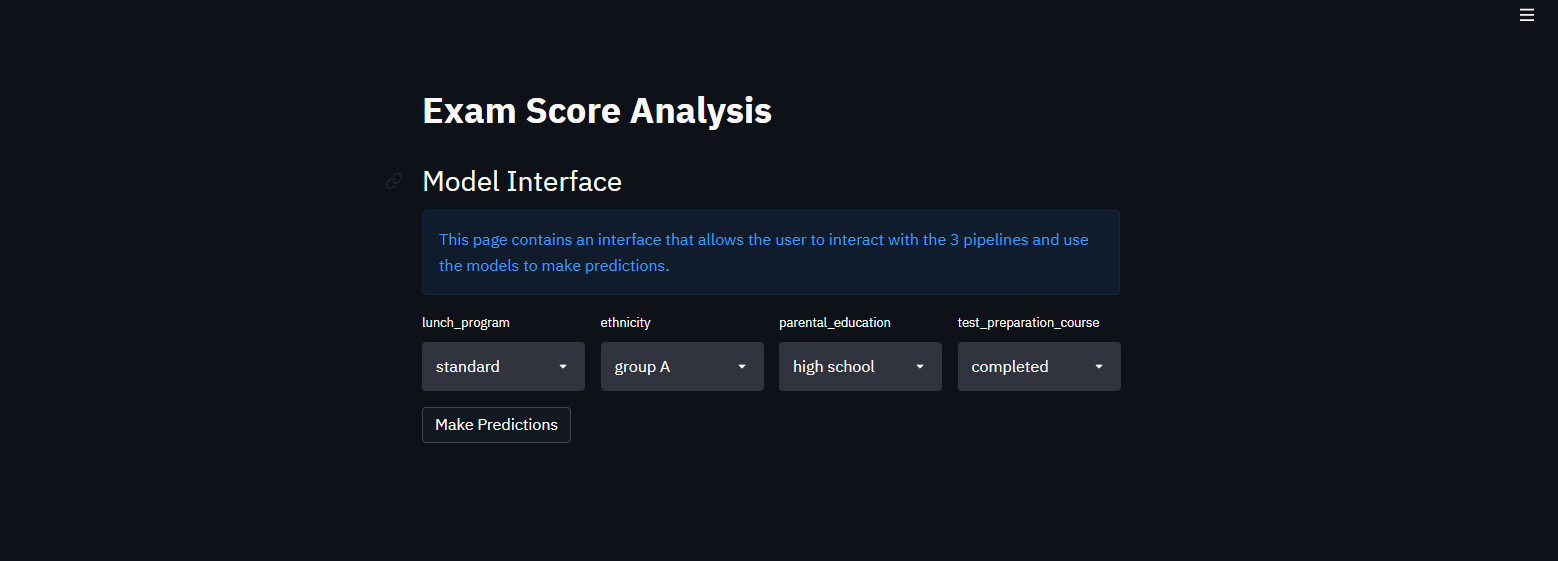 Exam Score Analysis
Model Interface
This page contains an interface that allows the user to interact with the 3 pipelines and use
the models to make predictions.
lunch_program ethnicity parental_education test_preparation_course
standard group A high school completed
Make Predictions